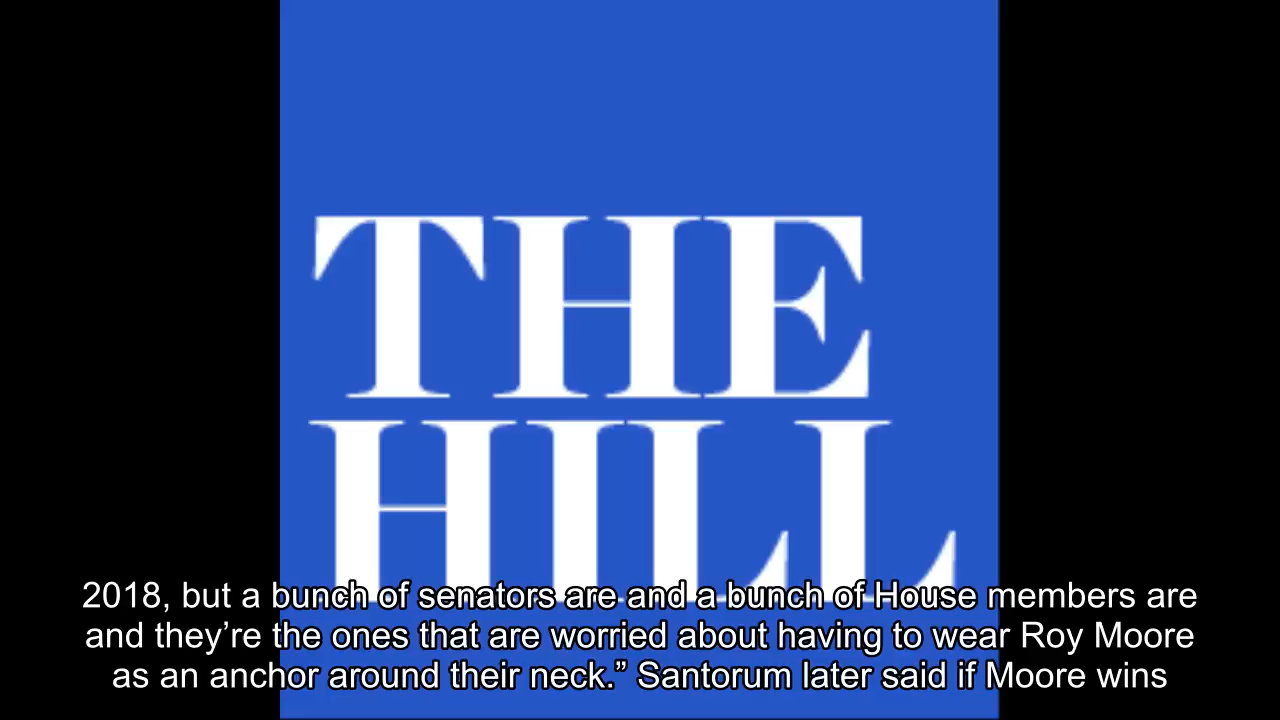 THE
HILL
2018, but a bunch of senators are and a bunch of House members are
and they’re the ones that are worried about having to wear Roy Moore
as an anchor around their neck.” Santorum later said if Moore wins